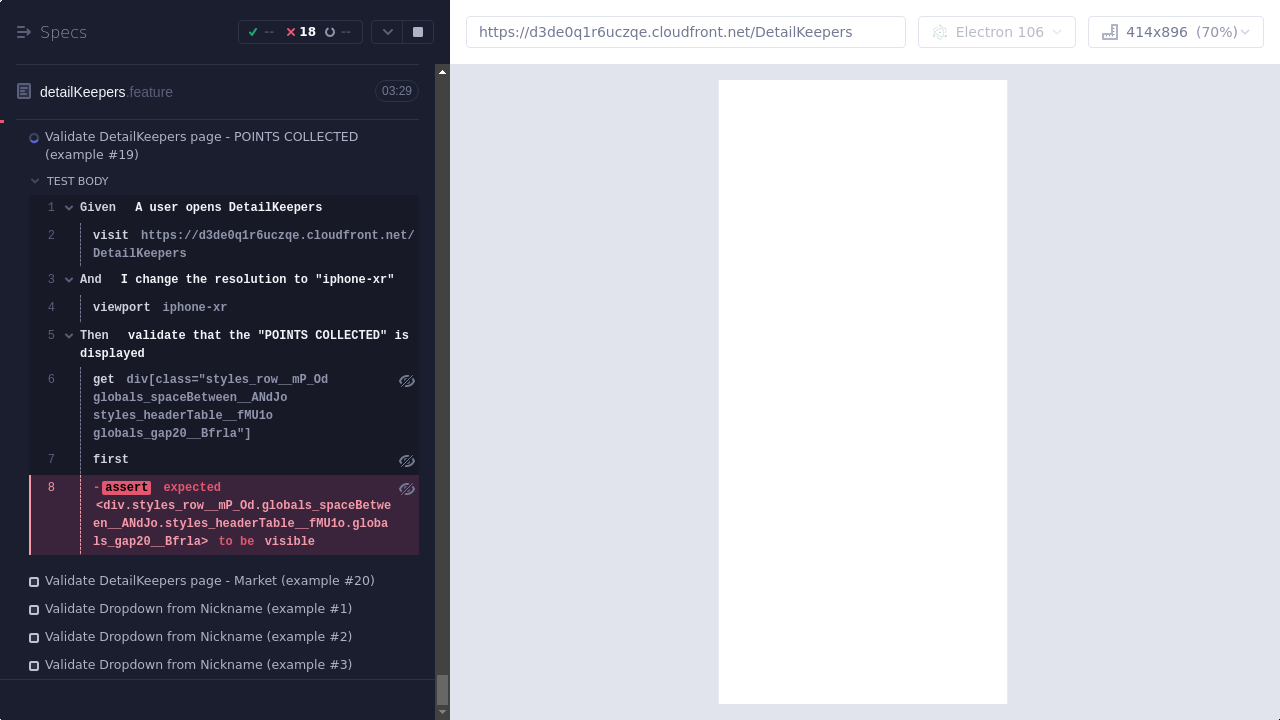 Specs
-- 18 --
https://d3de0q1r6uczqe.cloudfront.net/DetailKeepers
Electron 106
414x896 (70%)
detailKeepers.feature
03:29
Validate DetailKeepers page - POINTS COLLECTED
(example #19)
TEST BODY
1 Given A user opens DetailKeepers
2 visit https://d3de0q1r6uczqe.cloudfront.net/
DetailKeepers
3 And I change the resolution to "iphone-xr"
4 viewport iphone-xr
5 Then validate that the "POINTS COLLECTED" is
displayed
6 get div[class="styles_row__mP_Od
globals_spaceBetween__ANdJo
styles_headerTable__fMU1o
globals_gap20__Bfrla"]
7 first
8 -assert expected
<div.styles_row__mP_Od.globals_spaceBetwe
en__ANdJo.styles_headerTable__fMU1o.globa
ls_gap20__Bfrla> to be visible
Validate DetailKeepers page - Market (example #20)
Validate Dropdown from Nickname (example #1)
Validate Dropdown from Nickname (example #2)
Validate Dropdown from Nickname (example #3)